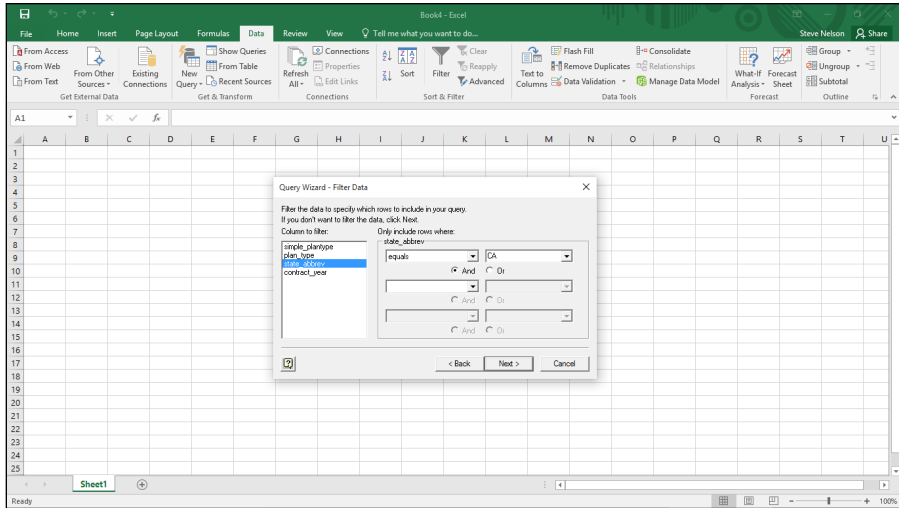 Book4 - Excel
File Home Insert Page Layout Formulas Data Review View Tell me what you want to do... Steve Nelson Share
From Access
From Web
From Text
From Other Sources
Existing Connections
Get External Data
New Query
Show Queries
From Table
Recent Sources
Get & Transform
Refresh All
Connections
Properties
Edit Links
Connections
Sort
Filter
Clear
Reapply
Advanced
Sort & Filter
Text to Columns
Flash Fill
Remove Duplicates
Data Validation
Consolidate
Relationships
Manage Data Model
Data Tools
What-If Analysis
Forecast Sheet
Forecast
Group
Ungroup
Subtotal
Outline
A1 fx
A B C D E F G H I J K L M N O P Q R S T U
1
2
3
4
5
6
7
8
9
10
11
12
13
14
15
16
17
18
19
20
21
22
23
24
25
Query Wizard - Filter Data
Filter the data to specify which rows to include in your query.
If you don't want to filter the data, click Next.
Column to filter: Only include rows where:
simple_plantype
plan_type
state_abbrev
contract_year
state_abbrev
equals CA
And Or
And Or
And Or
< Back Next > Cancel
Sheet1
Ready 100%